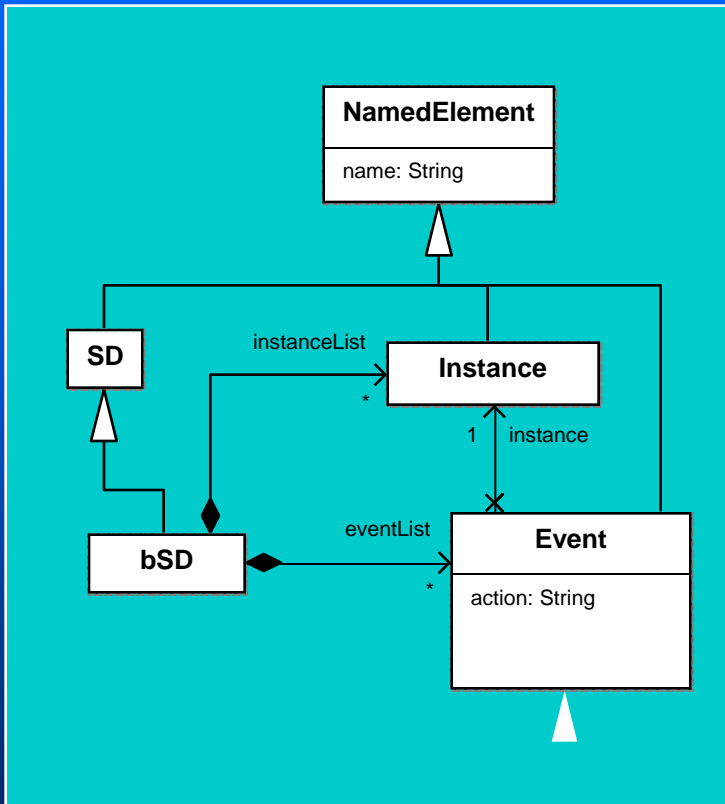 NamedElement
name: String
instanceList
SD
Instance
*
1 instance
eventList
bSD
Event
*
action: String